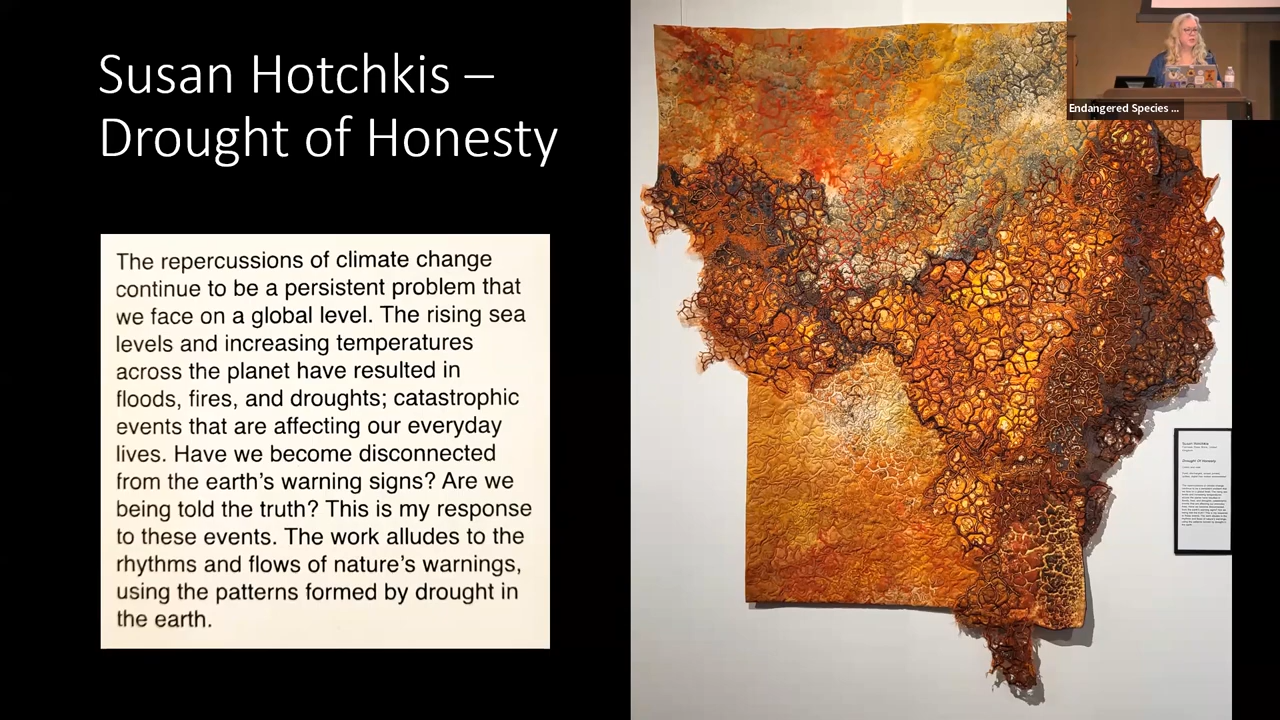 Susan Hotchkis –
Drought of Honesty
The repercussions of climate change
continue to be a persistent problem that
we face on a global level. The rising sea
levels and increasing temperatures
across the planet have resulted in
floods, fires, and droughts; catastrophic
events that are affecting our everyday
lives. Have we become disconnected
from the earth's warning signs? Are we
being told the truth? This is my response
to these events. The work alludes to the
rhythms and flows of nature's warnings,
using the patterns formed by drought in
the earth.
Endangered Species ...
Susan Hotchkis
Drought Of Honesty